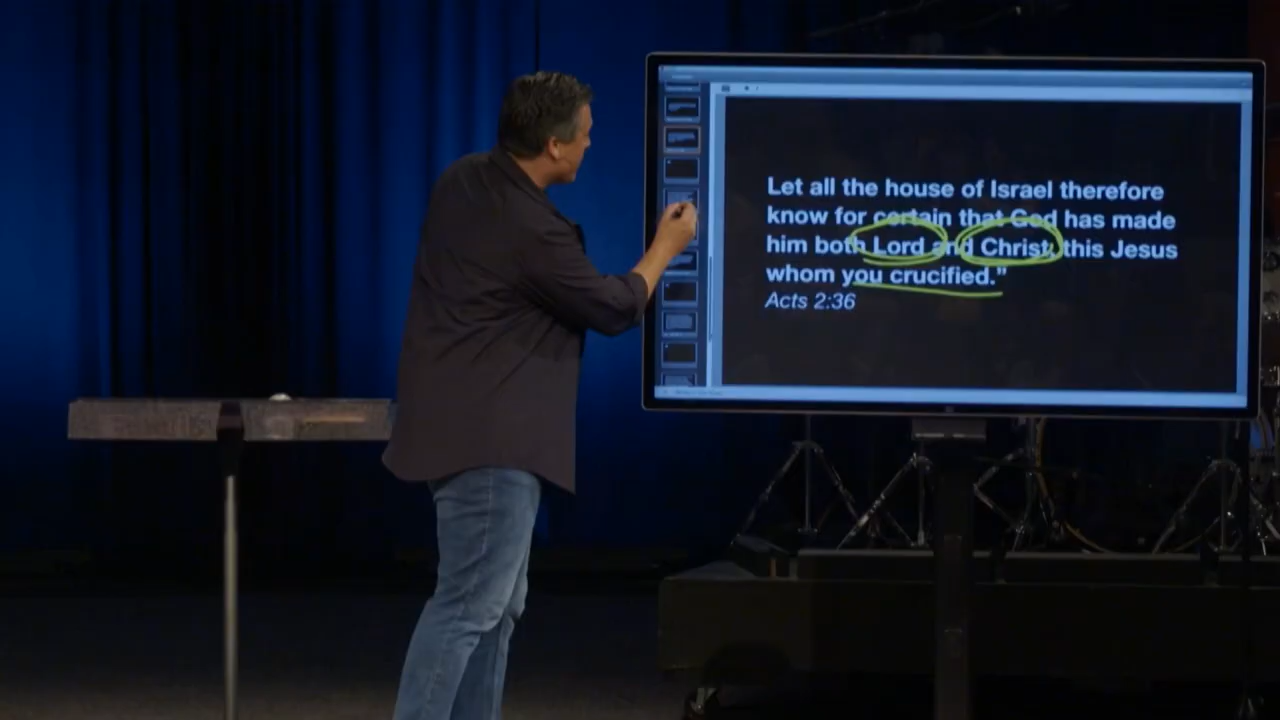 Let all the house of Israel therefore
know for certain that God has made
him both Lord and Christ, this Jesus
whom you crucified.”
Acts 2:36